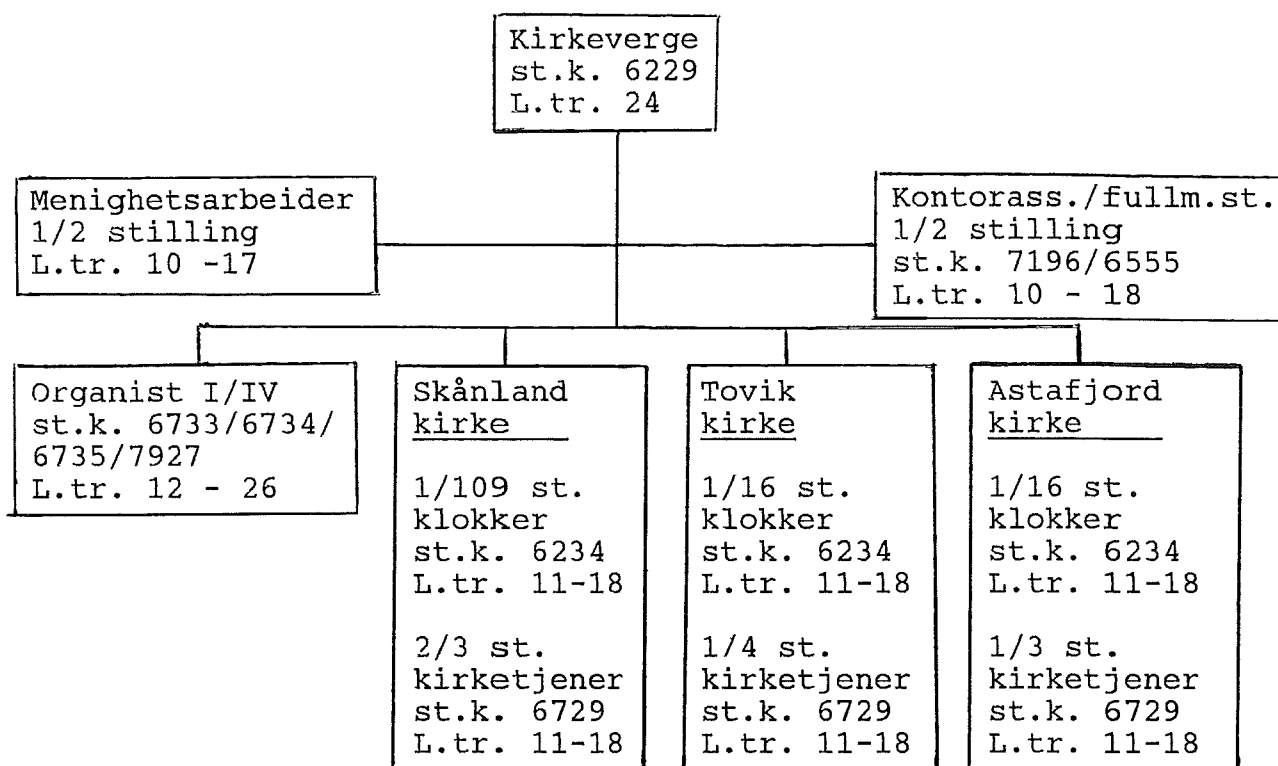 Kirkeverge
st.k. 6229
L.tr. 24
Menighetsarbeider
1/2 stilling
L.tr. 10 -17
Kontorass./fullm.st.
1/2 stilling
st.k. 7196/6555
L.tr. 10 - 18
Organist I/IV
st.k. 6733/6734/
6735/7927
L.tr. 12 - 26
Skånland
kirke
1/109 st.
klokker
st.k. 6234
L.tr. 11-18
2/3 st.
kirketjener
st.k. 6729
L.tr. 11-18
Tovik
kirke
1/16 st.
klokker
st.k. 6234
L.tr. 11-18
1/4 st.
kirketjener
st.k. 6729
L.tr. 11-18
Astafjord
kirke
1/16 st.
klokker
st.k. 6234
L.tr. 11-18
1/3 st.
kirketjener
st.k. 6729
L.tr. 11-18